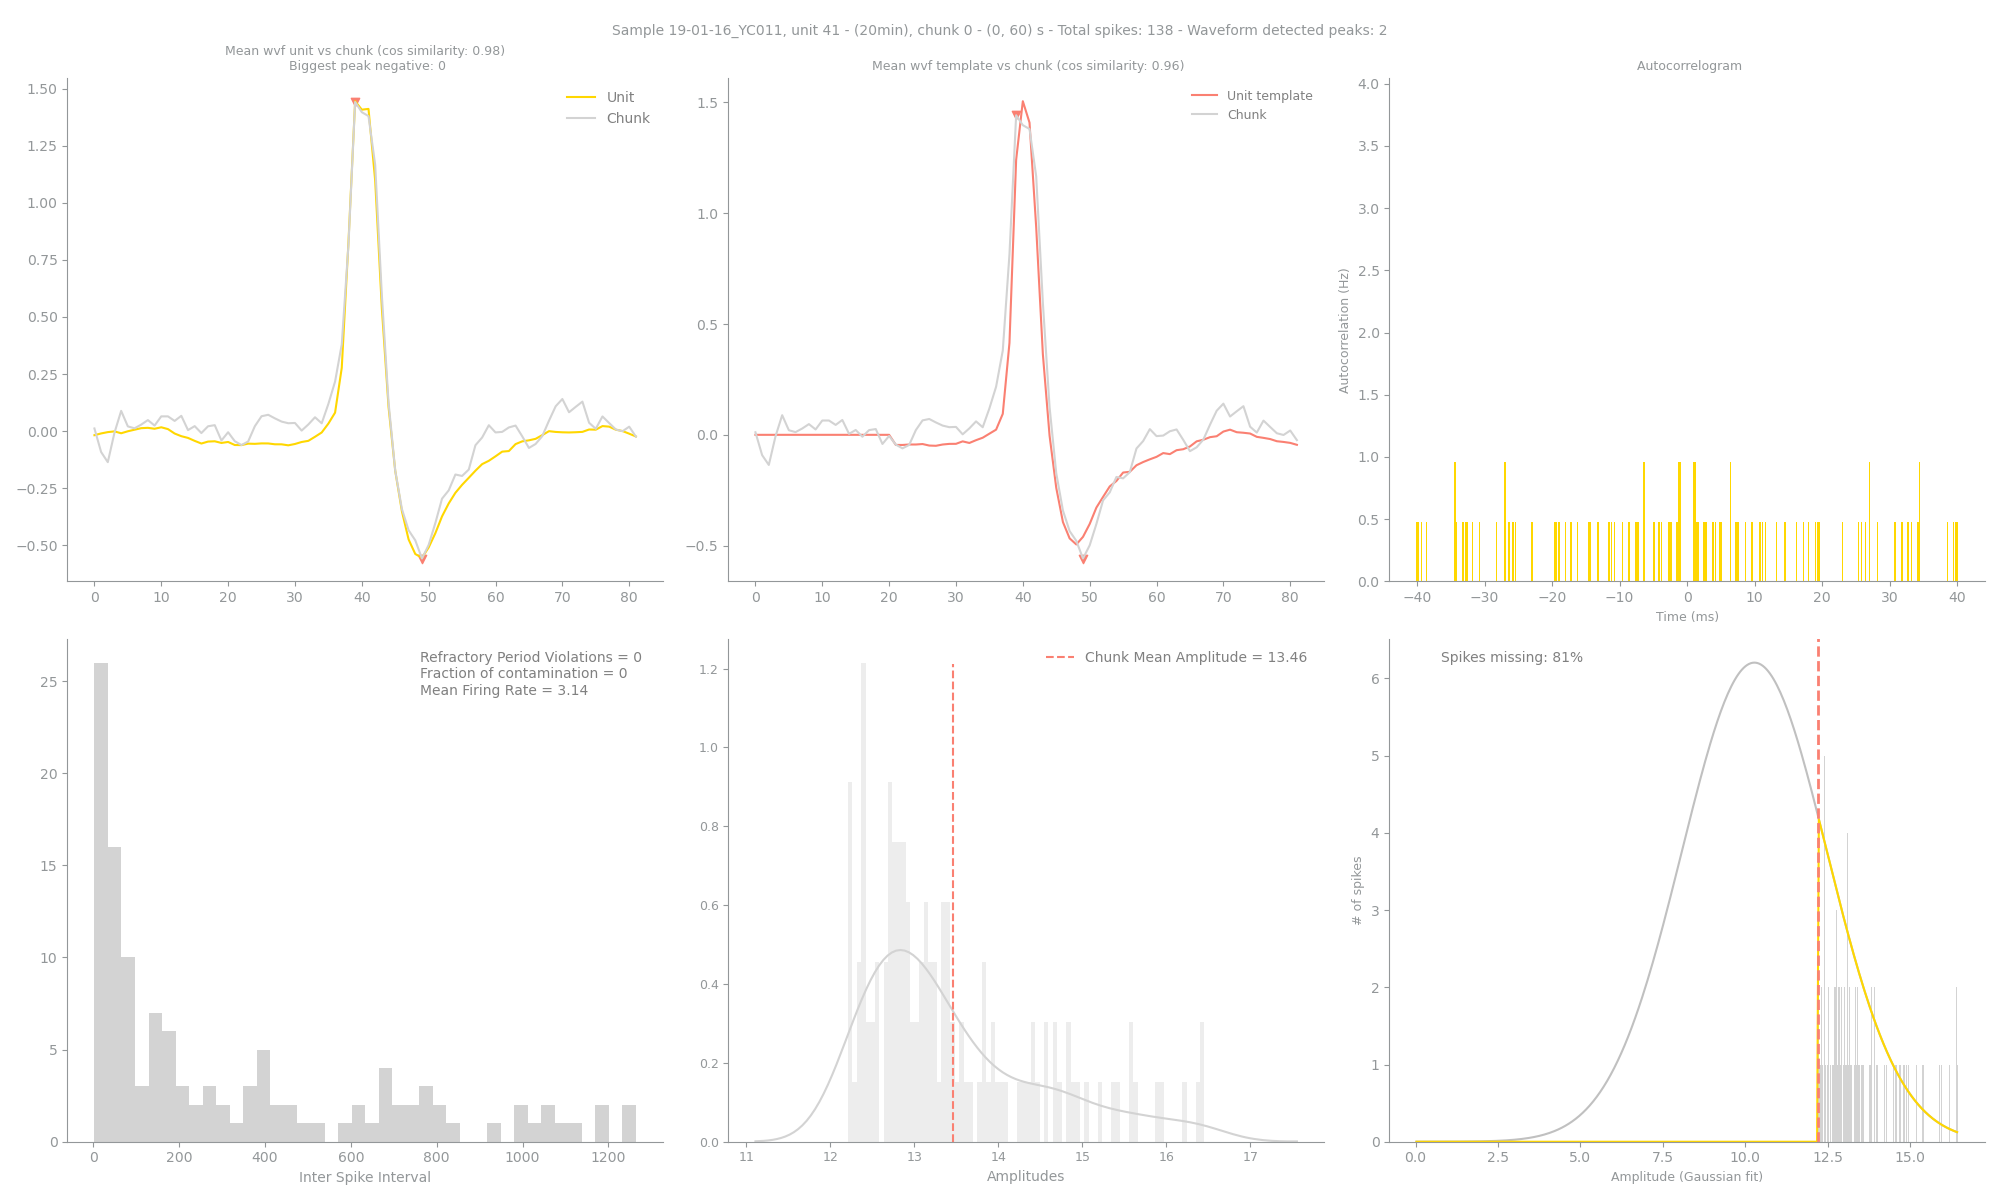 Sample 19-01-16_YC011, unit 41 - (20min), chunk 0 - (0, 60) s - Total spikes: 138 - Waveform detected peaks: 2
Mean wvf unit vs chunk (cos similarity: 0.98)
Biggest peak negative: 0
1.50
1.25
1.00
0.75
0.50
0.25
0.00
−0.25
−0.50
0 10 20 30 40 50 60 70 80
Unit
Chunk
Mean wvf template vs chunk (cos similarity: 0.96)
1.5
1.0
0.5
0.0
−0.5
0 10 20 30 40 50 60 70 80
Unit template
Chunk
Autocorrelogram
Autocorrelation (Hz)
4.0
3.5
3.0
2.5
2.0
1.5
1.0
0.5
0.0
−40 −30 −20 −10 0 10 20 30 40
Time (ms)
Refractory Period Violations = 0
Fraction of contamination = 0
Mean Firing Rate = 3.14
25
20
15
10
5
0
0 200 400 600 800 1000 1200
Inter Spike Interval
Chunk Mean Amplitude = 13.46
1.2
1.0
0.8
0.6
0.4
0.2
0.0
11 12 13 14 15 16 17
Amplitudes
Spikes missing: 81%
# of spikes
6
5
4
3
2
1
0
0.0 2.5 5.0 7.5 10.0 12.5 15.0
Amplitude (Gaussian fit)